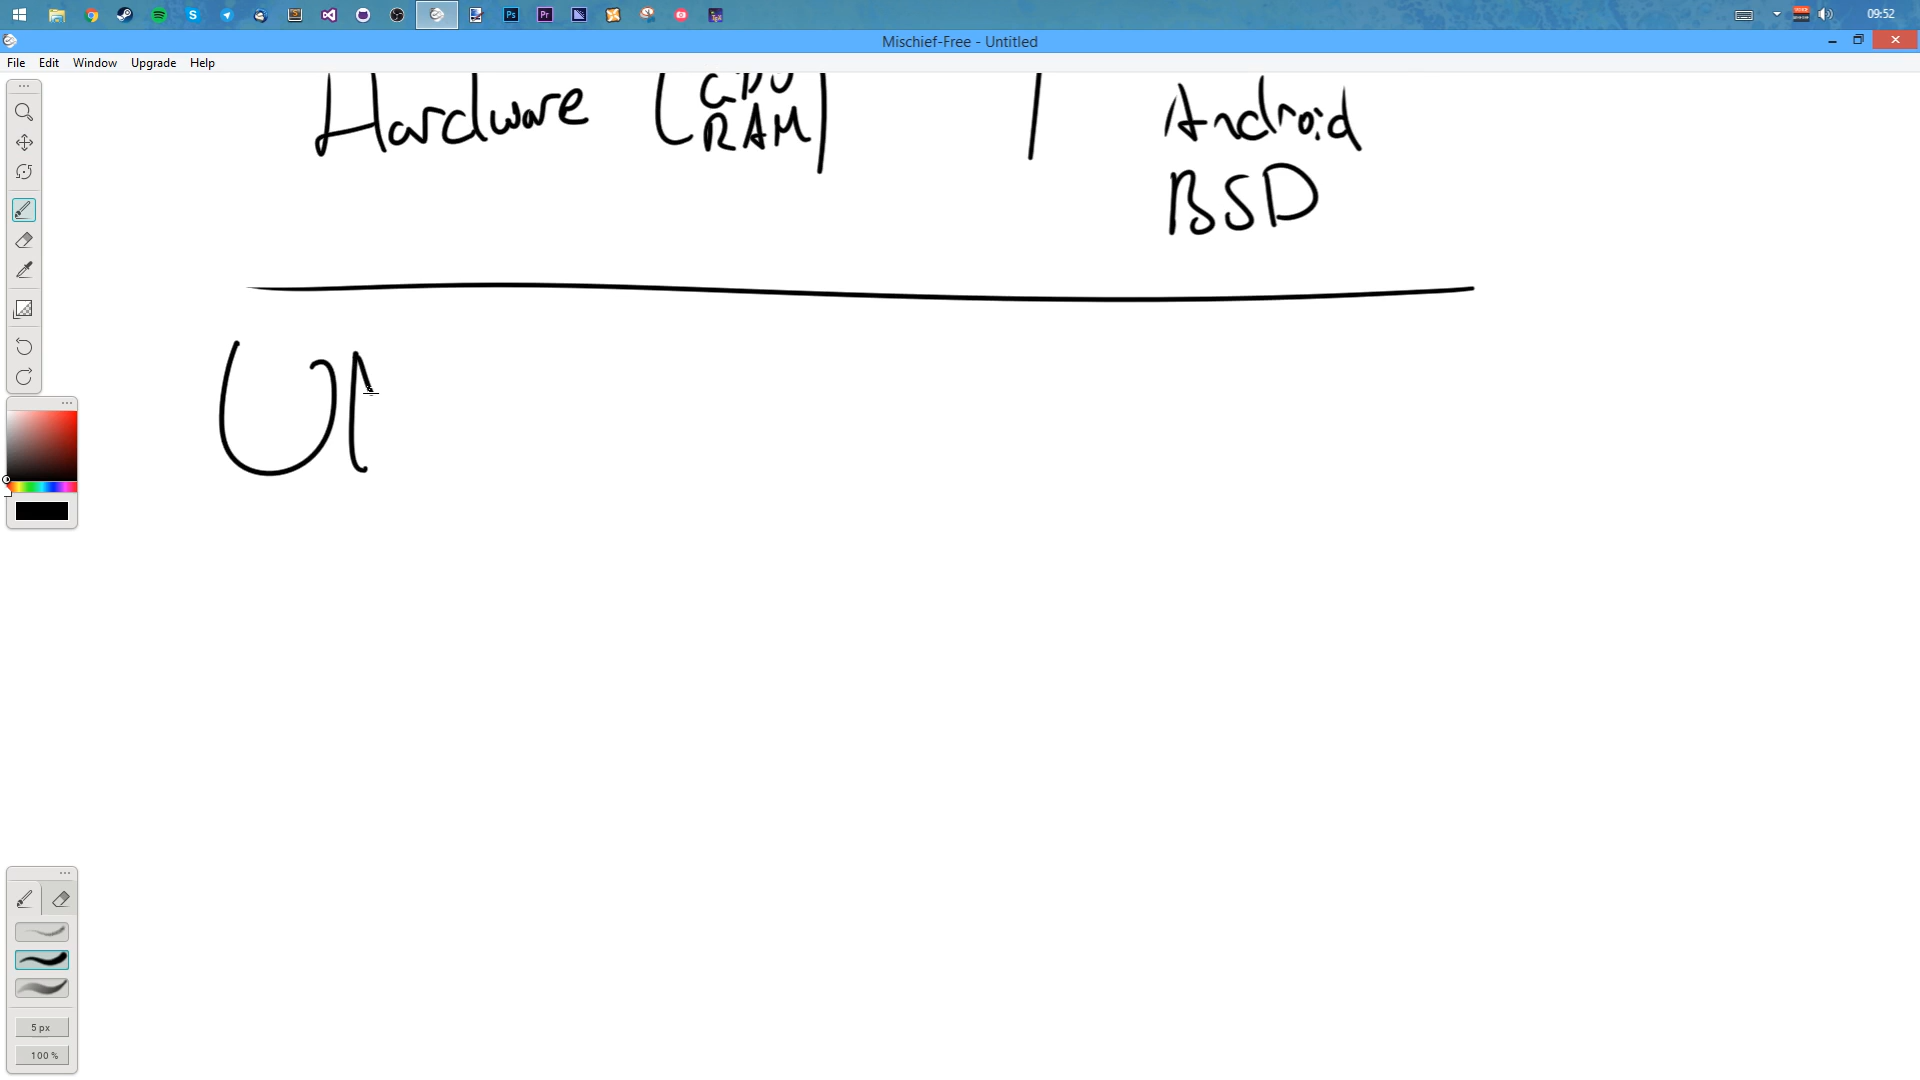 09:52
Mischief-Free - Untitled
File Edit Window Upgrade Help
Hardware
RAM
Android
BSD
5 px
100 %